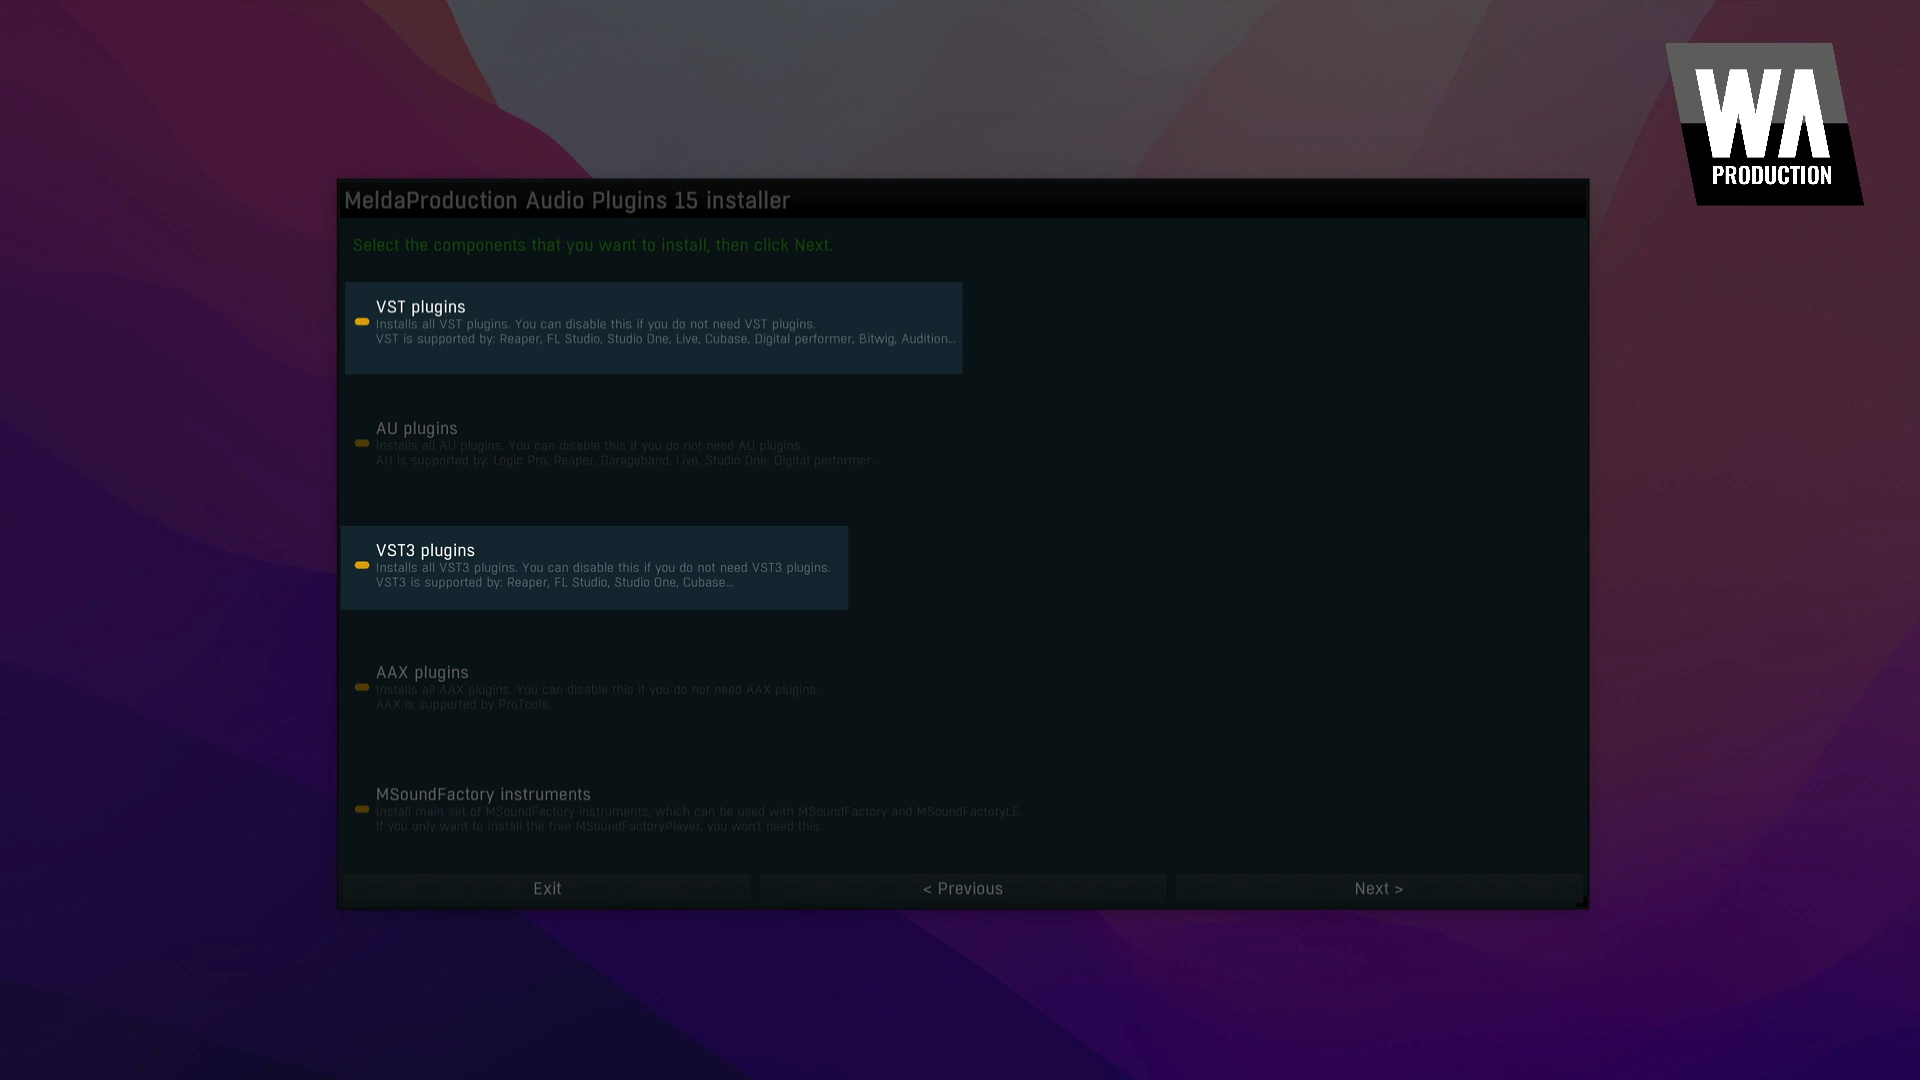 WA
PRODUCTION
MeldaProduction Audio Plugins 15 installer
Select the components that you want to install, then click Next.
VST plugins
Installs all VST plugins. You can disable this if you do not need VST plugins.
VST is supported by: Reaper, FL Studio, Studio One, Live, Cubase, Digital performer, Bitwig, Audition...
AU plugins
Installs all AU plugins. You can disable this if you do not need AU plugins.
AU is supported by: Logic Pro, Reaper, Garageband, Live, Studio One, Digital performer...
VST3 plugins
Installs all VST3 plugins. You can disable this if you do not need VST3 plugins.
VST3 is supported by: Reaper, FL Studio, Studio One, Cubase...
AAX plugins
Installs all AAX plugins. You can disable this if you do not need AAX plugins.
AAX is supported by ProTools.
MSoundFactory instruments
Install main set of MSoundFactory instruments, which can be used with MSoundFactory and MSoundFactoryLE.
If you only want to install the free MSoundFactoryPlayer, you won't need this.
Exit
< Previous
Next >